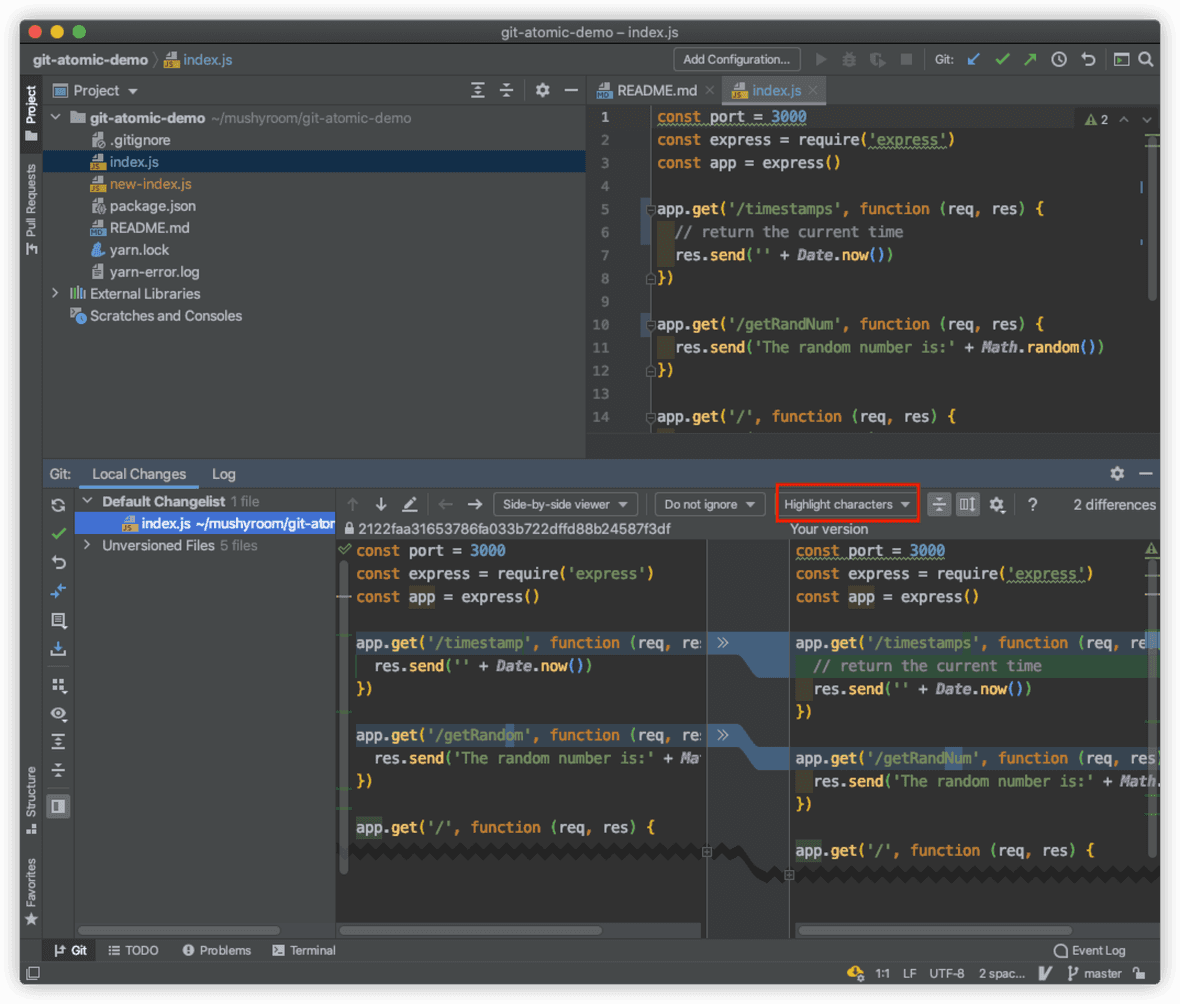 git-atomic-demo – index.js
git-atomic-demo 〉 index.js
Add Configuration...
Git:
Project
Project
Pull Requests
Structure
Favorites
git-atomic-demo ~/mushyroom/git-atomic-demo
.gitignore
index.js
new-index.js
package.json
README.md
yarn.lock
yarn-error.log
External Libraries
Scratches and Consoles
README.md
index.js
2
1 const port = 3000
2 const express = require('express')
3 const app = express()
4
5 app.get('/timestamps', function (req, res) {
6 // return the current time
7 res.send('' + Date.now())
8 })
9
10 app.get('/getRandNum', function (req, res) {
11 res.send('The random number is:' + Math.random())
12 })
13
14 app.get('/', function (req, res) {
Git: Local Changes Log
Default Changelist 1 file
index.js ~/mushyroom/git-ator
Unversioned Files 5 files
Side-by-side viewer
Do not ignore
Highlight characters
?
2 differences
2122faa31653786fa033b722dffd88b24587f3df
const port = 3000
const express = require('express')
const app = express()
app.get('/timestamp', function (req, res
res.send('' + Date.now())
})
app.get('/getRandom', function (req, res
res.send('The random number is:' + Ma
})
app.get('/', function (req, res) {
Your version
const port = 3000
const express = require('express')
const app = express()
app.get('/timestamps', function (req, re
// return the current time
res.send('' + Date.now())
})
app.get('/getRandNum', function (req, res
res.send('The random number is:' + Math.
})
app.get('/', function (req, res) {
Git
TODO
Problems
Terminal
Event Log
1:1 LF UTF-8 2 spac... master